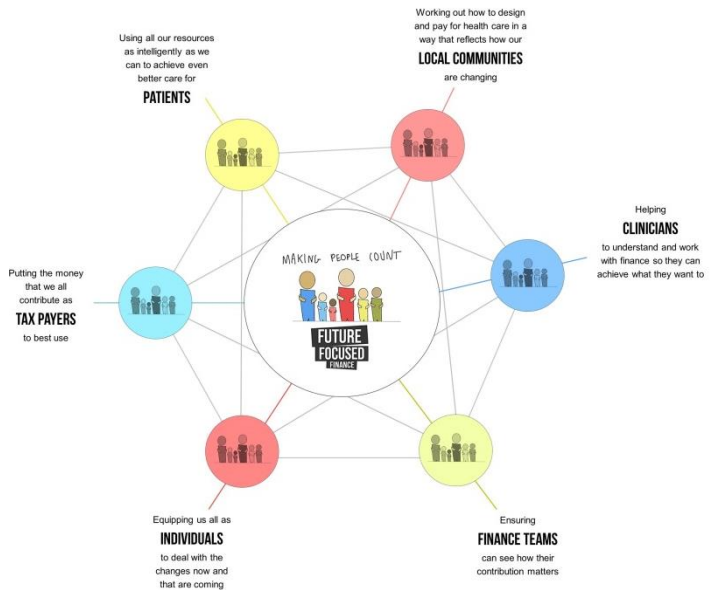 Using all our resources
as intelligently as we
can to achieve even
better care for
PATIENTS
Working out how to design
and pay for health care in a
way that reflects how our
LOCAL COMMUNITIES
are changing
Helping
CLINICIANS
to understand and work
with finance so they can
achieve what they want to
Putting the money
that we all
contribute as
TAX PAYERS
to best use
MAKING PEOPLE COUNT
FUTURE
FOCUSED
FINANCE
Equipping us all as
INDIVIDUALS
to deal with the
changes now and
that are coming
Ensuring
FINANCE TEAMS
can see how their
contribution matters